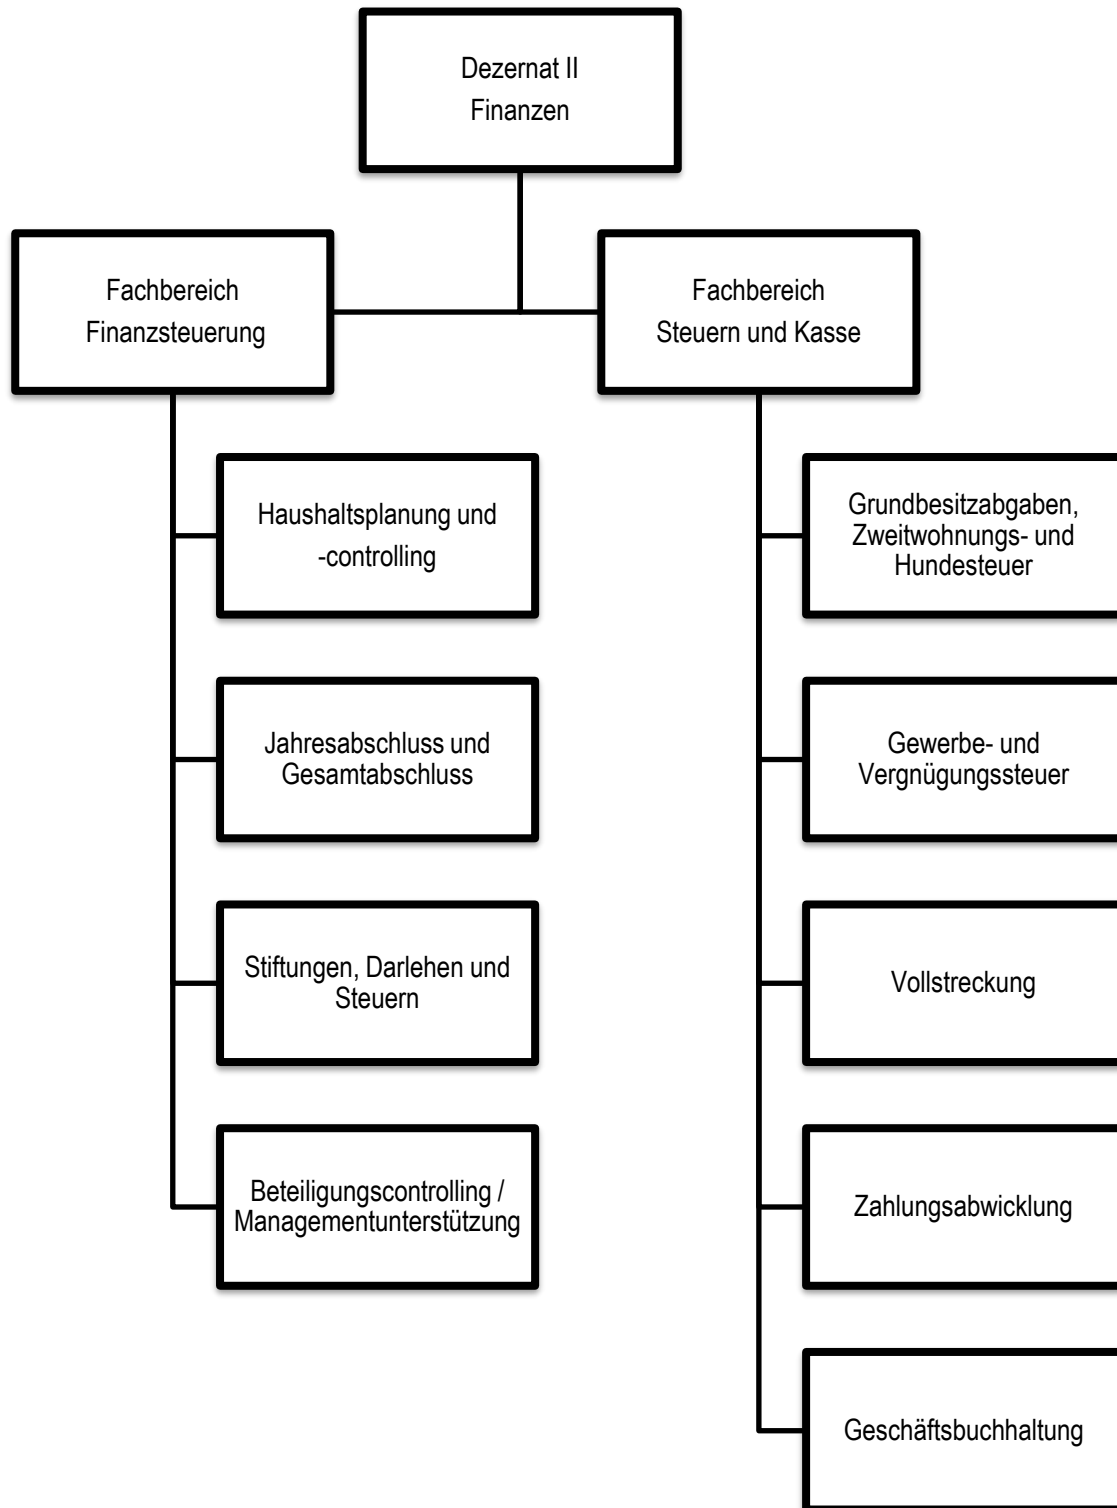 Dezernat II
Finanzen
Fachbereich
Finanzsteuerung
Fachbereich
Steuern und Kasse
Haushaltsplanung und
-controlling
Jahresabschluss und
Gesamtabschluss
Stiftungen, Darlehen und
Steuern
Beteiligungscontrolling /
Managementunterstützung
Grundbesitzabgaben,
Zweitwohnungs- und
Hundesteuer
Gewerbe- und
Vergnügungssteuer
Vollstreckung
Zahlungsabwicklung
Geschäftsbuchhaltung